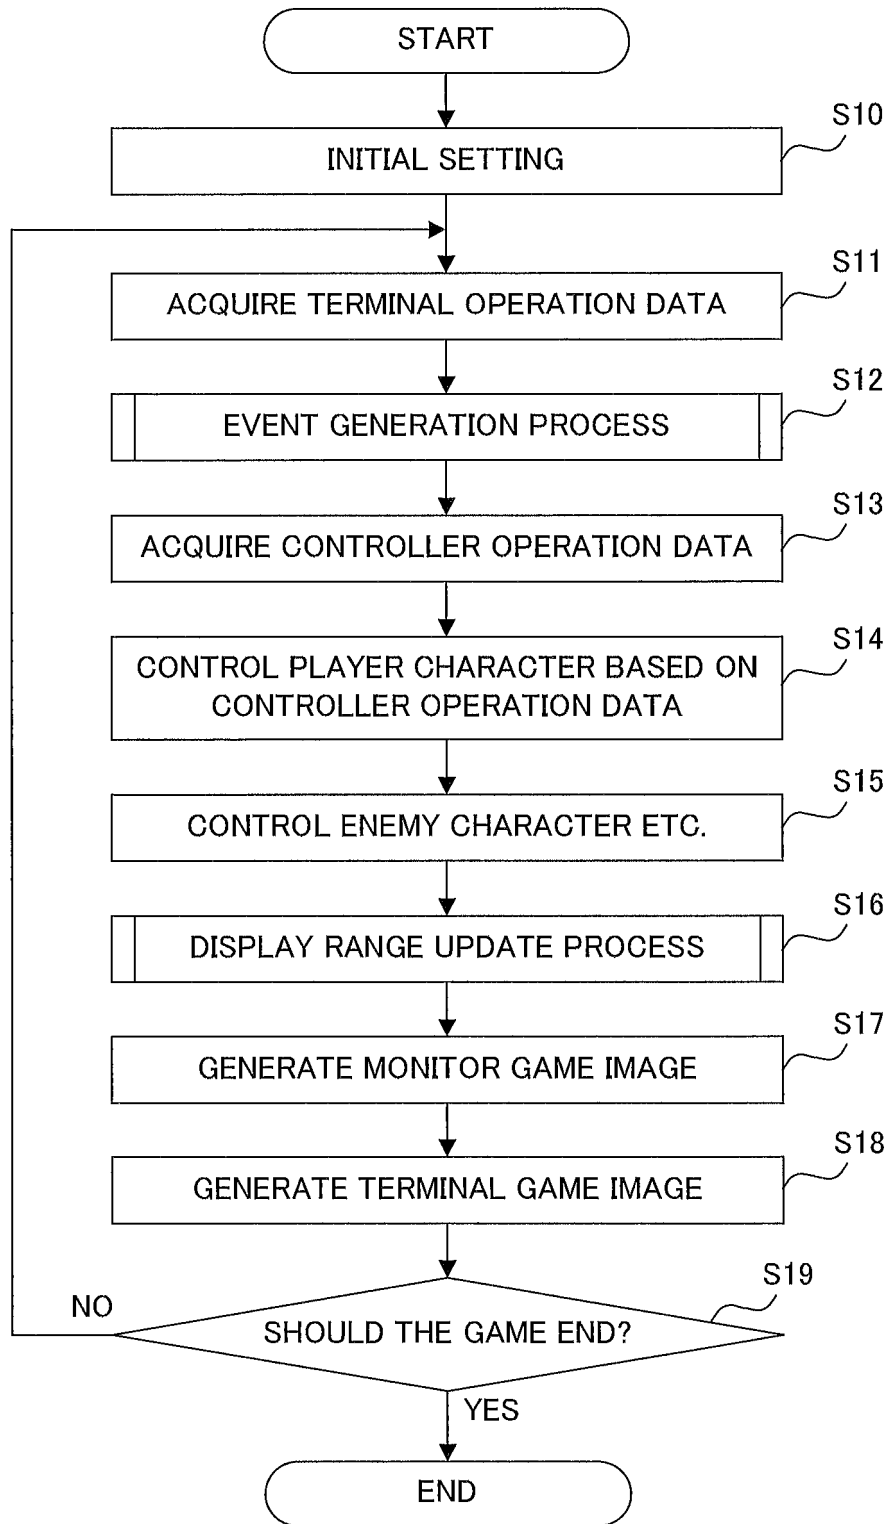 START
S10
INITIAL SETTING
S11
ACQUIRE TERMINAL OPERATION DATA
S12
EVENT GENERATION PROCESS
S13
ACQUIRE CONTROLLER OPERATION DATA
S14
CONTROL PLAYER CHARACTER BASED ON
CONTROLLER OPERATION DATA
S15
CONTROL ENEMY CHARACTER ETC.
S16
DISPLAY RANGE UPDATE PROCESS
S17
GENERATE MONITOR GAME IMAGE
S18
GENERATE TERMINAL GAME IMAGE
S19
NO
SHOULD THE GAME END?
YES
END